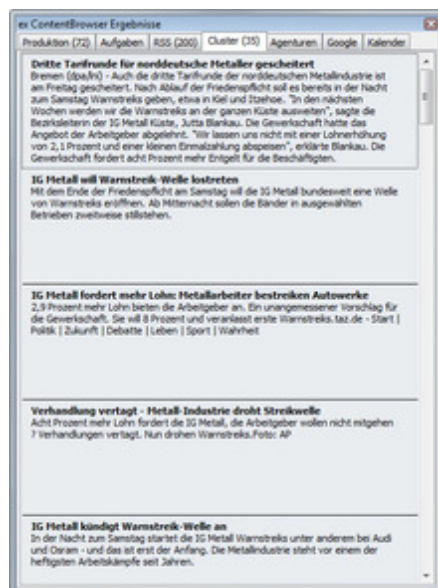 ex ContentBrowser Ergebnisse
Produktion (72) Aufgaben RSS (200) Cluster (35) Agenturen Google Kalender
Dritte Tarifrunde für norddeutsche Metaller gescheitert
Bremen (dpa/ni) - Auch die dritte Tarifrunde der norddeutschen Metallindustrie ist
am Freitag gescheitert. Nach Ablauf der Friedenspflicht soll es bereits in der Nacht
zum Samstag Warnstreiks geben, etwa in Kiel und Itzehoe. "In den nächsten
Wochen werden wir die Warnstreiks an der ganzen Küste ausweiten", sagte die
Bezirksleiterin der IG Metall Küste, Jutta Blankau. Die Gewerkschaft hatte das
Angebot der Arbeitgeber abgelehnt. "Wir lassen uns nicht mit einer Lohnerhöhung
von 2,1 Prozent und einer kleinen Einmalzahlung abspeisen", erklärte Blankau. Die
Gewerkschaft fordert acht Prozent mehr Entgelt für die Beschäftigten.
IG Metall will Warnstreik-Welle lostreten
Mit dem Ende der Friedenspflicht am Samstag will die IG Metall bundesweit eine Welle
von Warnstreiks eröffnen. Ab Mitternacht sollen die Bänder in ausgewählten
Betrieben zweitweise stillstehen.
IG Metall fordert mehr Lohn: Metallarbeiter bestreiken Autowerke
2,9 Prozent mehr Lohn bieten die Arbeitgeber an. Ein unangemessener Vorschlag für
die Gewerkschaft. Sie will 8 Prozent und veranlasst erste Warnstreiks.taz.de - Start |
Politik | Zukunft | Debatte | Leben | Sport | Wahrheit
Verhandlung vertagt - Metall-Industrie droht Streikwelle
Acht Prozent mehr Lohn fordert die IG Metall, die Arbeitgeber wollen nicht mitgehen
? Verhandlungen vertagt. Nun drohen Warnstreiks.Foto: AP
IG Metall kündigt Warnstreik-Welle an
In der Nacht zum Samstag startet die IG Metall Warnstreiks unter anderem bei Audi
und Osram - und das ist erst der Anfang. Die Metallindustrie steht vor einem der
heftigsten Arbeitskämpfe seit Jahren.